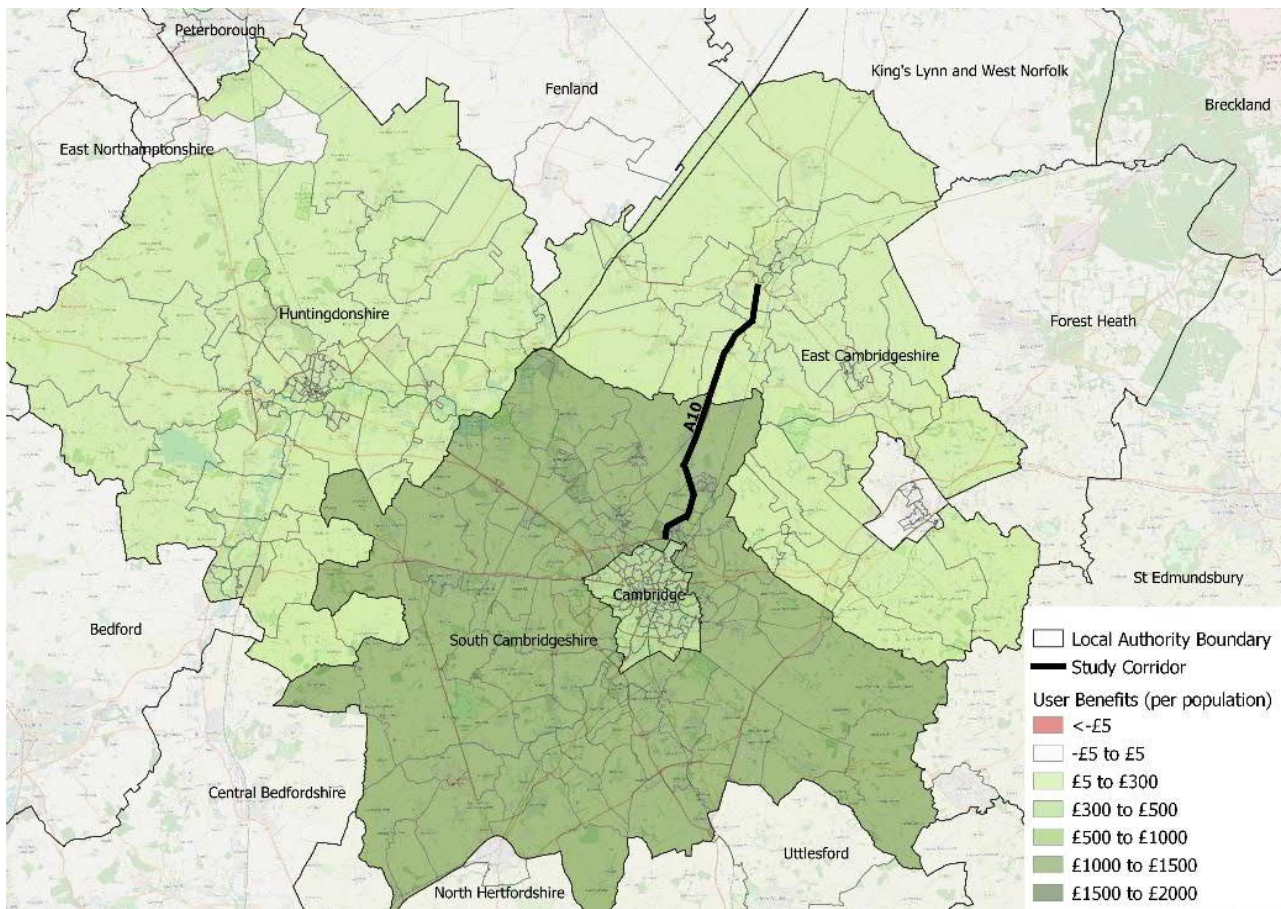 Peterborough
King's Lynn and West Norfolk
Fenland
Breckland
East Northamptonshire
Huntingdonshire
Forest Heath
East Cambridgeshire
A10
St Edmundsbury
Cambridge
Bedford
South Cambridgeshire
Central Bedfordshire
Uttlesford
North Hertfordshire
Local Authority Boundary
Study Corridor
User Benefits (per population)
<-£5
-£5 to £5
£5 to £300
£300 to £500
£500 to £1000
£1000 to £1500
£1500 to £2000